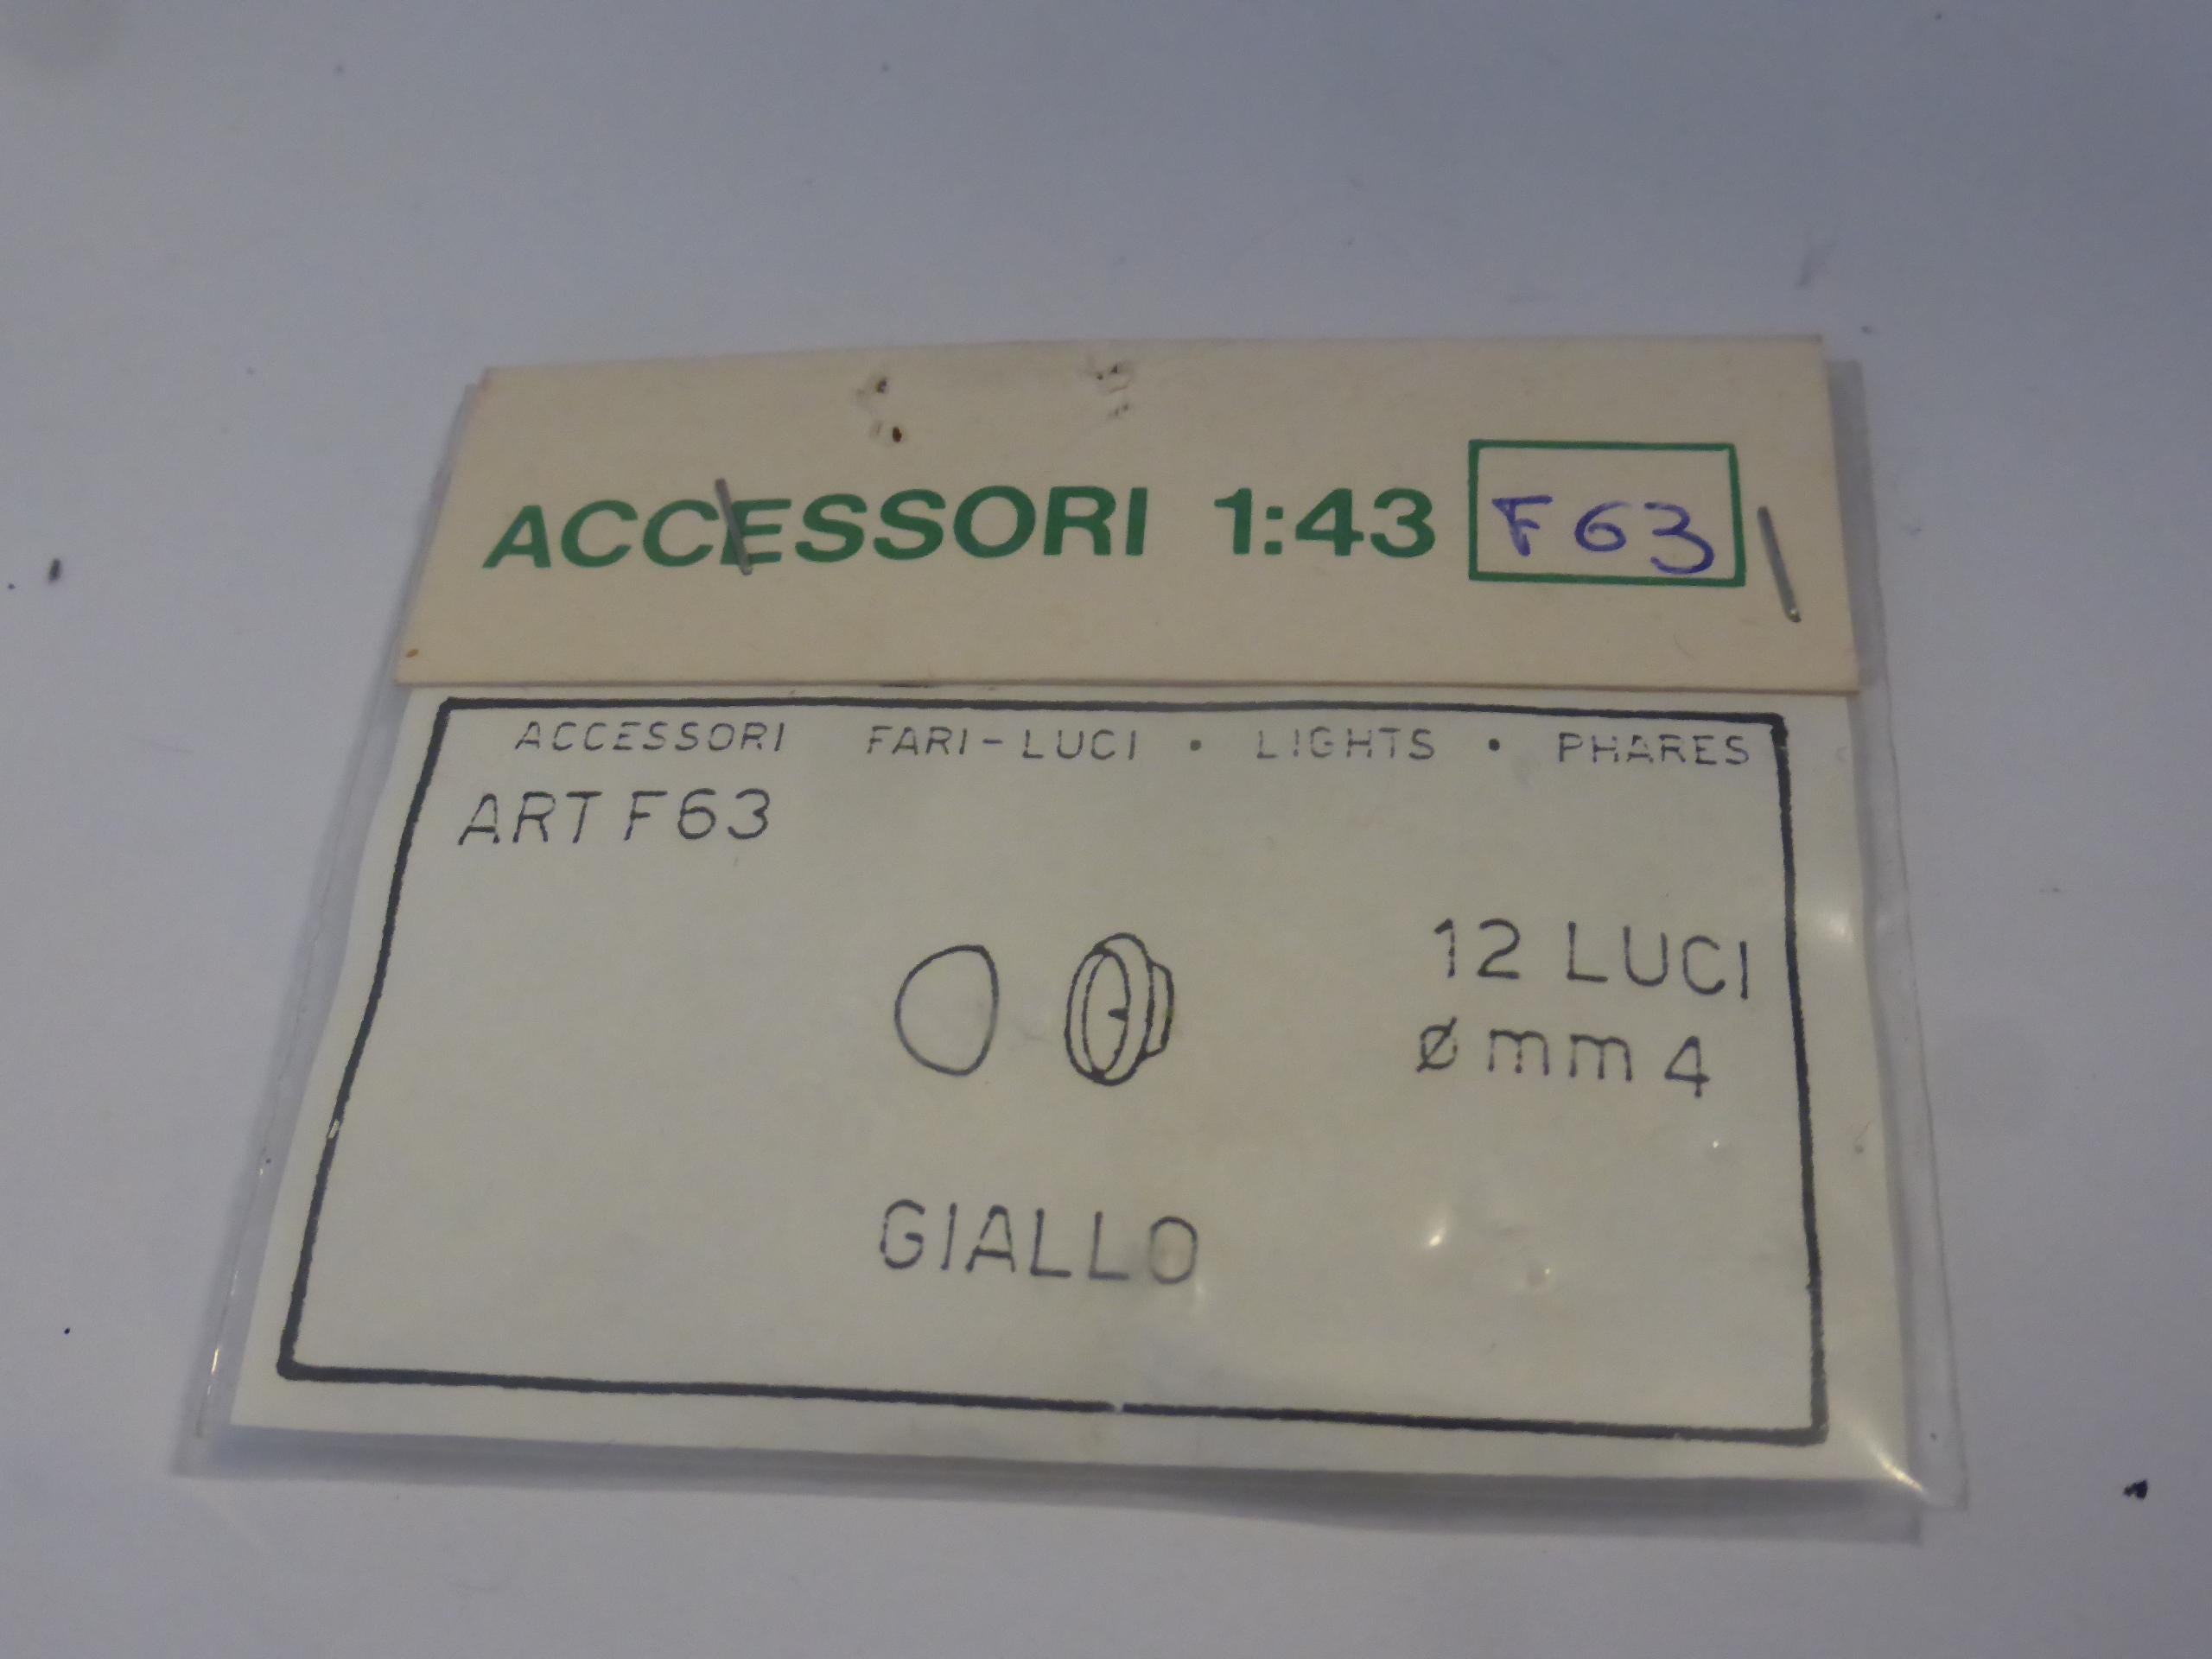 ACCESSORI 1:43 F63
ACCESSORI FARI-LUCI • LIGHTS • PHARES
ART F63
12 LUCI
ø mm 4
GIALLO